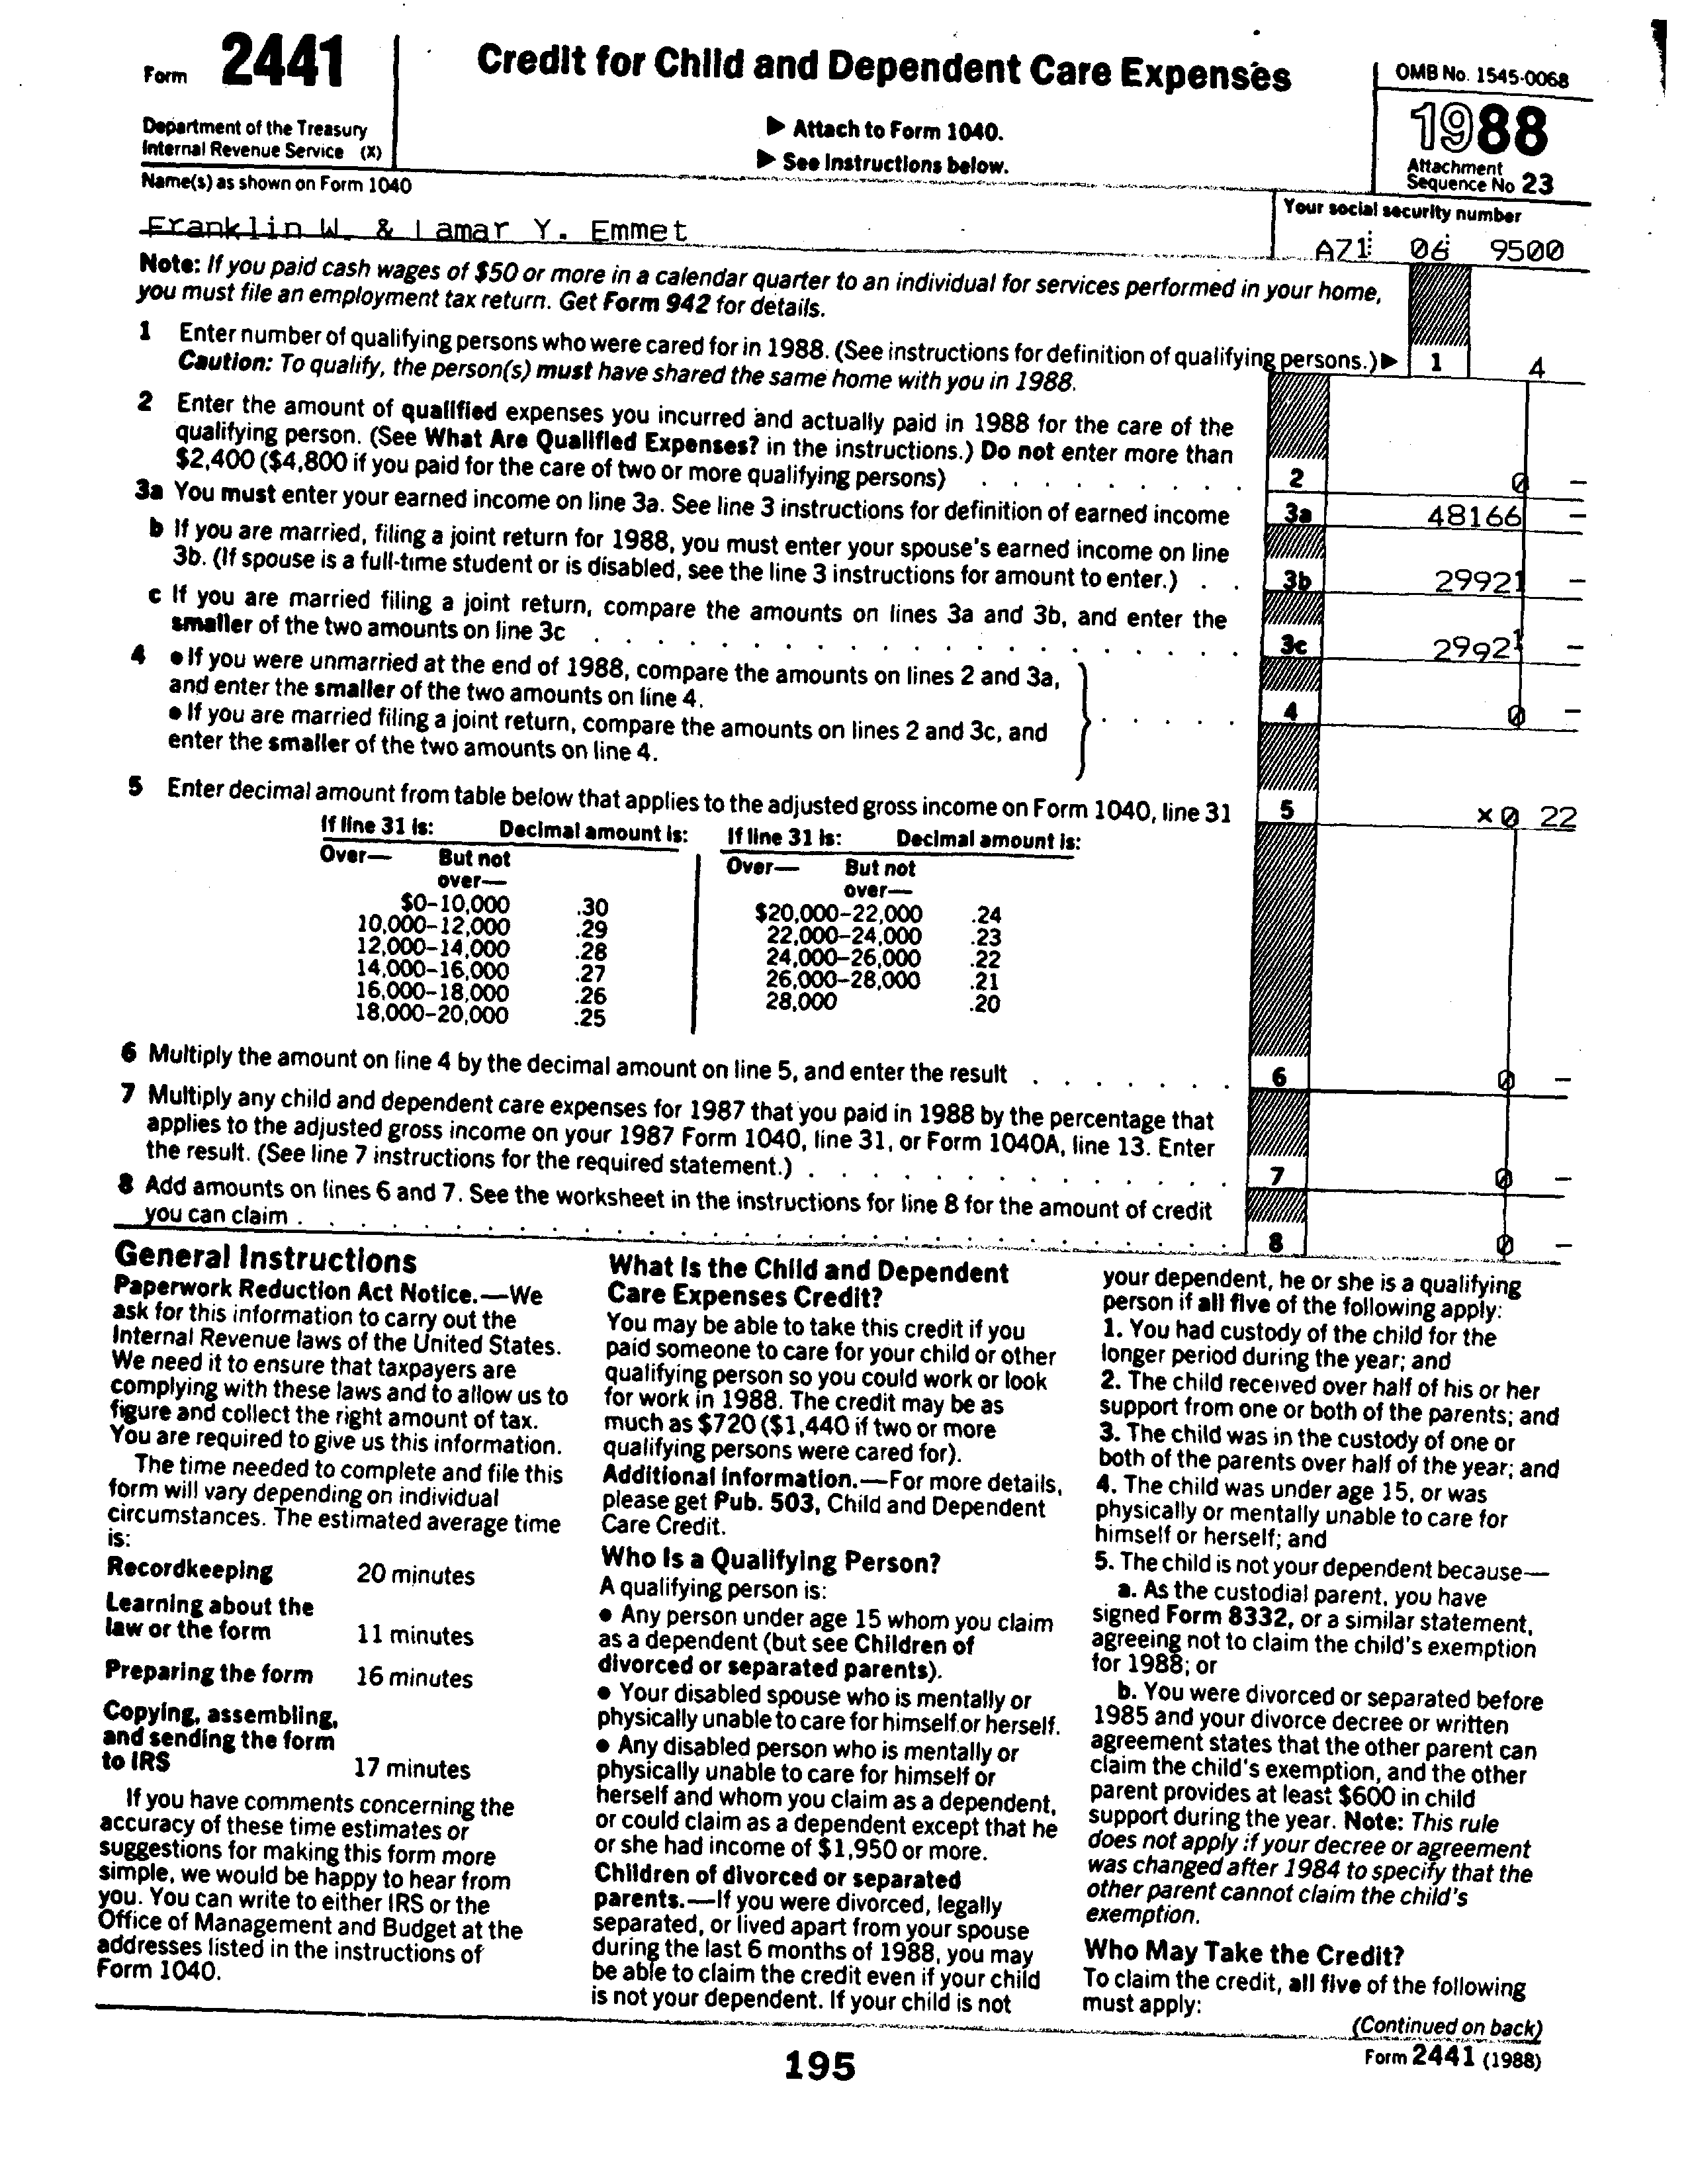 Form 2441
Credit for Child and Dependent Care Expenses
OMB No. 1545-0068
1988
Department of the Treasury
Internal Revenue Service (X)
▶ Attach to Form 1040.
▶ See Instructions below.
Attachment
Sequence No 23
Name(s) as shown on Form 1040
Your social security number
Franklin W. & Lamar Y. Emmet
AZ1 06 9500
Note: If you paid cash wages of $50 or more in a calendar quarter to an individual for services performed in your home,
you must file an employment tax return. Get Form 942 for details.
1 Enter number of qualifying persons who were cared for in 1988. (See instructions for definition of qualifying persons.) ▶ 1 4
Caution: To qualify, the person(s) must have shared the same home with you in 1988.
2 Enter the amount of qualified expenses you incurred and actually paid in 1988 for the care of the
qualifying person. (See What Are Qualified Expenses? in the instructions.) Do not enter more than
$2,400 ($4,800 if you paid for the care of two or more qualifying persons) . . . . . . . . . 2 0 —
3a You must enter your earned income on line 3a. See line 3 instructions for definition of earned income 3a 48166 —
b If you are married, filing a joint return for 1988, you must enter your spouse's earned income on line
3b. (If spouse is a full-time student or is disabled, see the line 3 instructions for amount to enter.) . . 3b 29921 —
c If you are married filing a joint return, compare the amounts on lines 3a and 3b, and enter the
smaller of the two amounts on line 3c . . . . . . . . . . . . . . . . . . . . 3c 29921 —
4 ● If you were unmarried at the end of 1988, compare the amounts on lines 2 and 3a,
and enter the smaller of the two amounts on line 4.
● If you are married filing a joint return, compare the amounts on lines 2 and 3c, and . . . . . 4 0 —
enter the smaller of the two amounts on line 4.
5 Enter decimal amount from table below that applies to the adjusted gross income on Form 1040, line 31 5 x0 22
If line 31 is: Decimal amount is: If line 31 is: Decimal amount is:
Over— But not over— Over— But not over—
$0–10,000 .30 $20,000–22,000 .24
10,000–12,000 .29 22,000–24,000 .23
12,000–14,000 .28 24,000–26,000 .22
14,000–16,000 .27 26,000–28,000 .21
16,000–18,000 .26 28,000 .20
18,000–20,000 .25
6 Multiply the amount on line 4 by the decimal amount on line 5, and enter the result . . . . . . . 6 0 —
7 Multiply any child and dependent care expenses for 1987 that you paid in 1988 by the percentage that
applies to the adjusted gross income on your 1987 Form 1040, line 31, or Form 1040A, line 13. Enter
the result. (See line 7 instructions for the required statement.) . . . . . . . . . . . . . . 7 0 —
8 Add amounts on lines 6 and 7. See the worksheet in the instructions for line 8 for the amount of credit
you can claim . . . . . . . . . . . . . . . . . . . . . . . . . . . . . 8 0 —
General Instructions
Paperwork Reduction Act Notice.—We
ask for this information to carry out the
Internal Revenue laws of the United States.
We need it to ensure that taxpayers are
complying with these laws and to allow us to
figure and collect the right amount of tax.
You are required to give us this information.
The time needed to complete and file this
form will vary depending on individual
circumstances. The estimated average time
is:
Recordkeeping 20 minutes
Learning about the
law or the form 11 minutes
Preparing the form 16 minutes
Copying, assembling,
and sending the form
to IRS 17 minutes
If you have comments concerning the
accuracy of these time estimates or
suggestions for making this form more
simple, we would be happy to hear from
you. You can write to either IRS or the
Office of Management and Budget at the
addresses listed in the instructions of
Form 1040.
What Is the Child and Dependent
Care Expenses Credit?
You may be able to take this credit if you
paid someone to care for your child or other
qualifying person so you could work or look
for work in 1988. The credit may be as
much as $720 ($1,440 if two or more
qualifying persons were cared for).
Additional information.—For more details,
please get Pub. 503, Child and Dependent
Care Credit.
Who Is a Qualifying Person?
A qualifying person is:
● Any person under age 15 whom you claim
as a dependent (but see Children of
divorced or separated parents).
● Your disabled spouse who is mentally or
physically unable to care for himself or herself.
● Any disabled person who is mentally or
physically unable to care for himself or
herself and whom you claim as a dependent,
or could claim as a dependent except that he
or she had income of $1,950 or more.
Children of divorced or separated
parents.—If you were divorced, legally
separated, or lived apart from your spouse
during the last 6 months of 1988, you may
be able to claim the credit even if your child
is not your dependent. If your child is not
your dependent, he or she is a qualifying
person if all five of the following apply:
1. You had custody of the child for the
longer period during the year; and
2. The child received over half of his or her
support from one or both of the parents; and
3. The child was in the custody of one or
both of the parents over half of the year; and
4. The child was under age 15, or was
physically or mentally unable to care for
himself or herself; and
5. The child is not your dependent because—
a. As the custodial parent, you have
signed Form 8332, or a similar statement,
agreeing not to claim the child's exemption
for 1988; or
b. You were divorced or separated before
1985 and your divorce decree or written
agreement states that the other parent can
claim the child's exemption, and the other
parent provides at least $600 in child
support during the year. Note: This rule
does not apply if your decree or agreement
was changed after 1984 to specify that the
other parent cannot claim the child's
exemption.
Who May Take the Credit?
To claim the credit, all five of the following
must apply:
(Continued on back)
195
Form 2441 (1988)